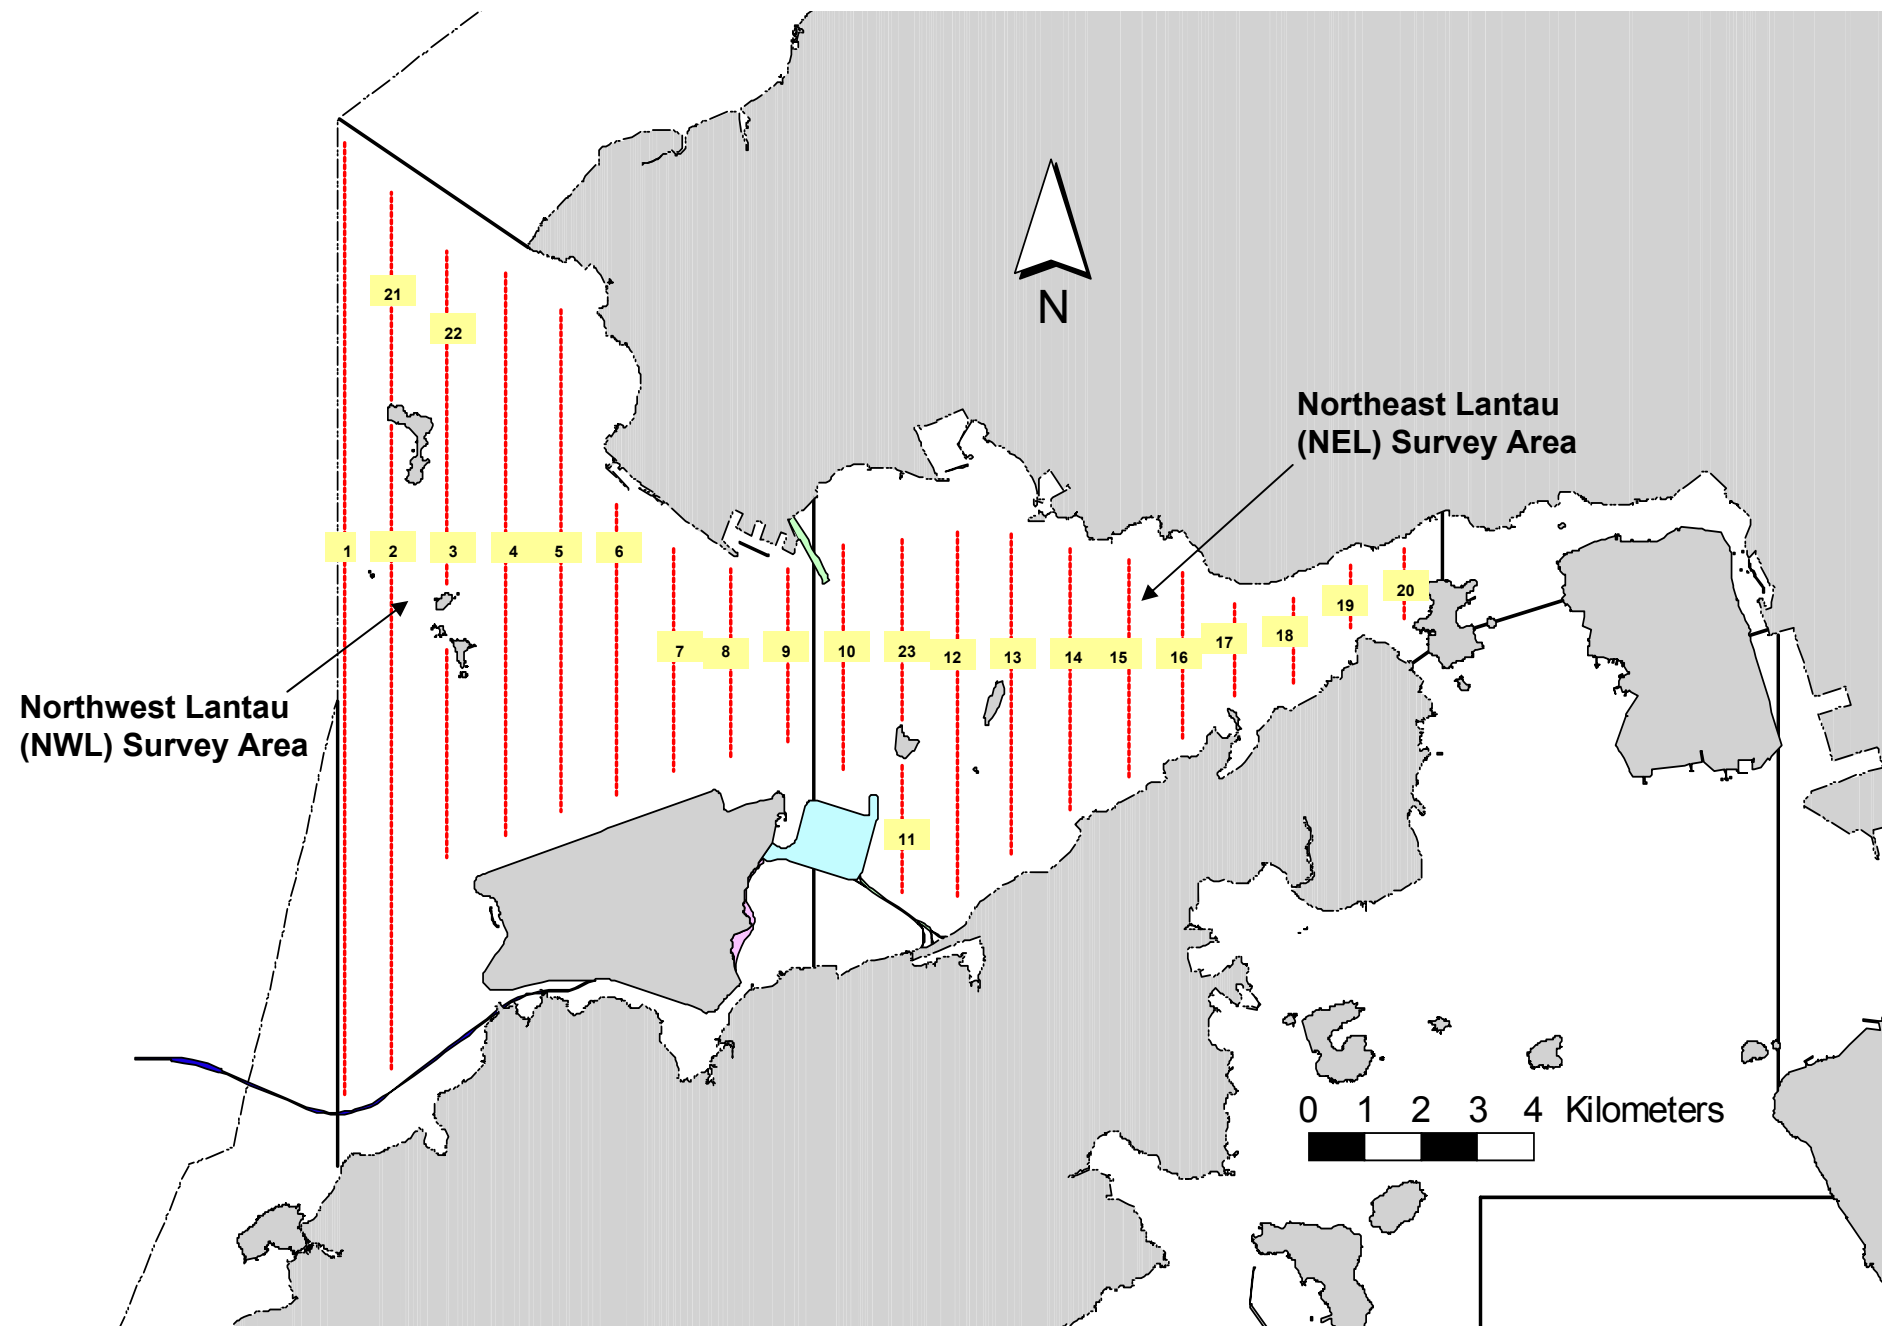 21
22
N
Northeast Lantau
(NEL) Survey Area
1 2 3 4 5 6
19 20
7 8 9 10 23 12 13 14 15 16 17 18
Northwest Lantau
(NWL) Survey Area
11
0 1 2 3 4 Kilometers